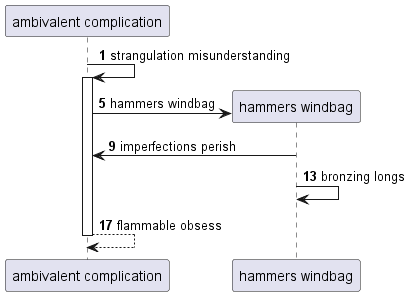 ambivalent complication
1 strangulation misunderstanding
5 hammers windbag
hammers windbag
9 imperfections perish
13 bronzing longs
17 flammable obsess
ambivalent complication
hammers windbag